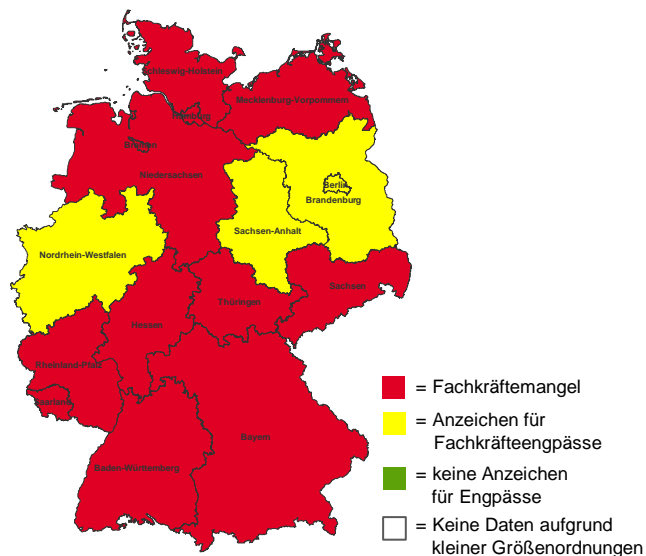 Schleswig-Holstein
Mecklenburg-Vorpommern
Hamburg
Bremen
Niedersachsen
Berlin
Brandenburg
Sachsen-Anhalt
Nordrhein-Westfalen
Sachsen
Thüringen
Hessen
Rheinland-Pfalz
Saarland
Bayern
Baden-Württemberg
= Fachkräftemangel
= Anzeichen für
Fachkräfteengpässe
= keine Anzeichen
für Engpässe
= Keine Daten aufgrund
kleiner Größenordnungen